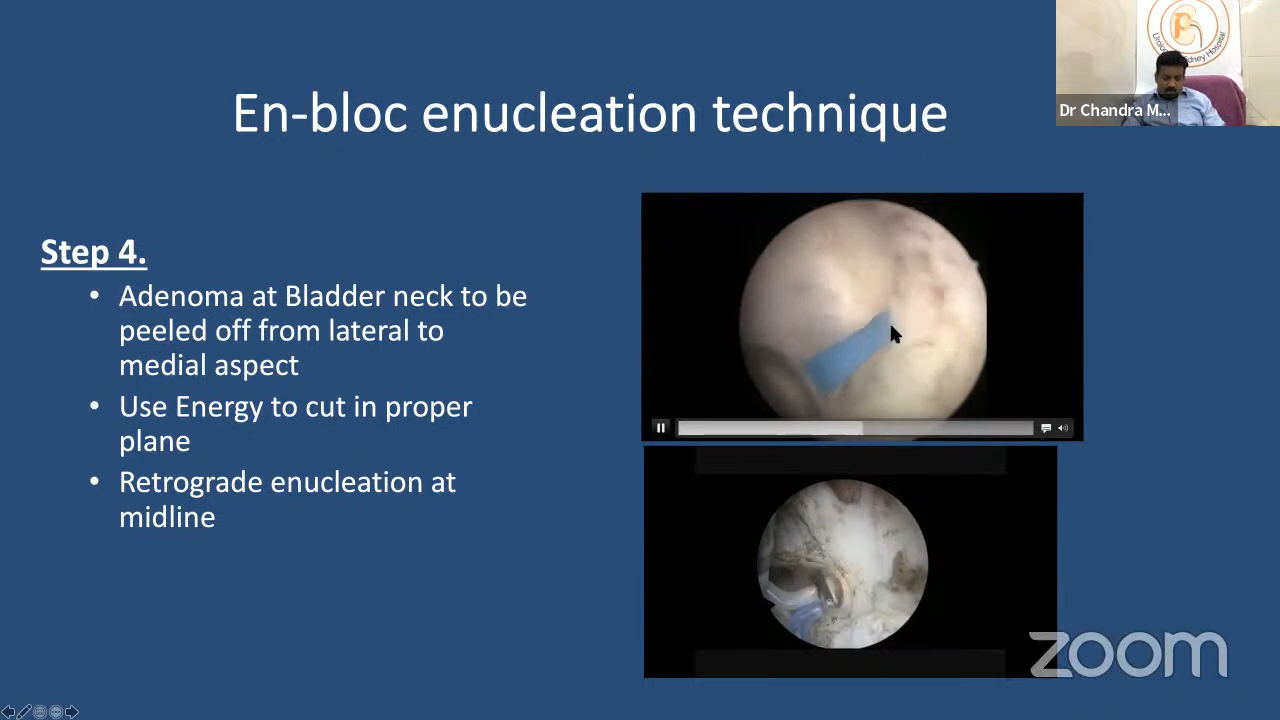 En-bloc enucleation technique
Dr Chandra M...
Step 4.
• Adenoma at Bladder neck to be
peeled off from lateral to
medial aspect
• Use Energy to cut in proper
plane
• Retrograde enucleation at
midline
zoom